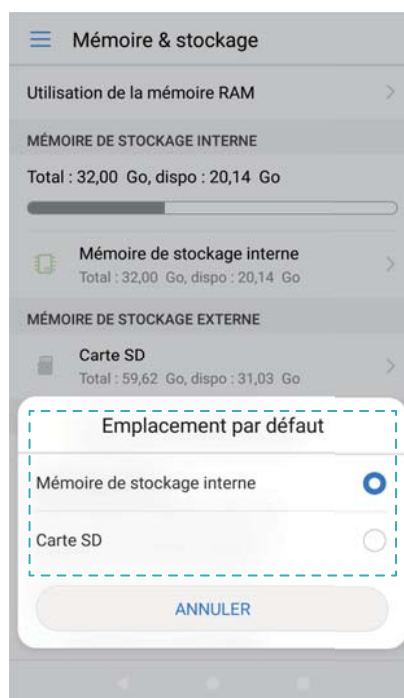 Mémoire & stockage
Utilisation de la mémoire RAM
MÉMOIRE DE STOCKAGE INTERNE
Total : 32,00 Go, dispo : 20,14 Go
Mémoire de stockage interne
Total : 32,00 Go, dispo : 20,14 Go
MÉMOIRE DE STOCKAGE EXTERNE
Carte SD
Total : 59,62 Go, dispo : 31,03 Go
Emplacement par défaut
Mémoire de stockage interne
Carte SD
ANNULER